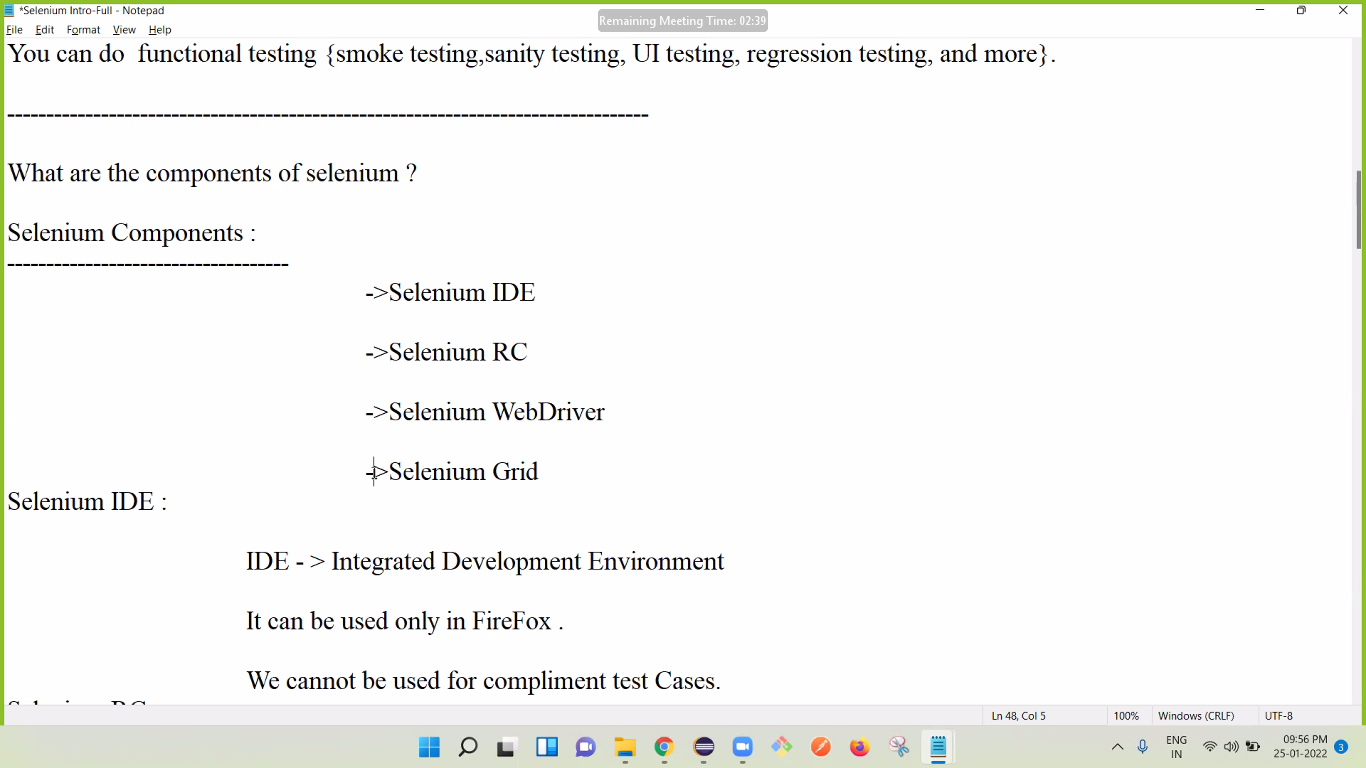 *Selenium Intro-Full - Notepad
Remaining Meeting Time: 02:39
File Edit Format View Help
You can do functional testing {smoke testing,sanity testing, UI testing, regression testing, and more}.
----------------------------------------------------------------------------------
What are the components of selenium ?
Selenium Components :
------------------------------------
->Selenium IDE
->Selenium RC
->Selenium WebDriver
->Selenium Grid
Selenium IDE :
IDE - > Integrated Development Environment
It can be used only in FireFox .
We cannot be used for compliment test Cases.
Ln 48, Col 5 100% Windows (CRLF) UTF-8
ENG
IN
09:56 PM
25-01-2022
3